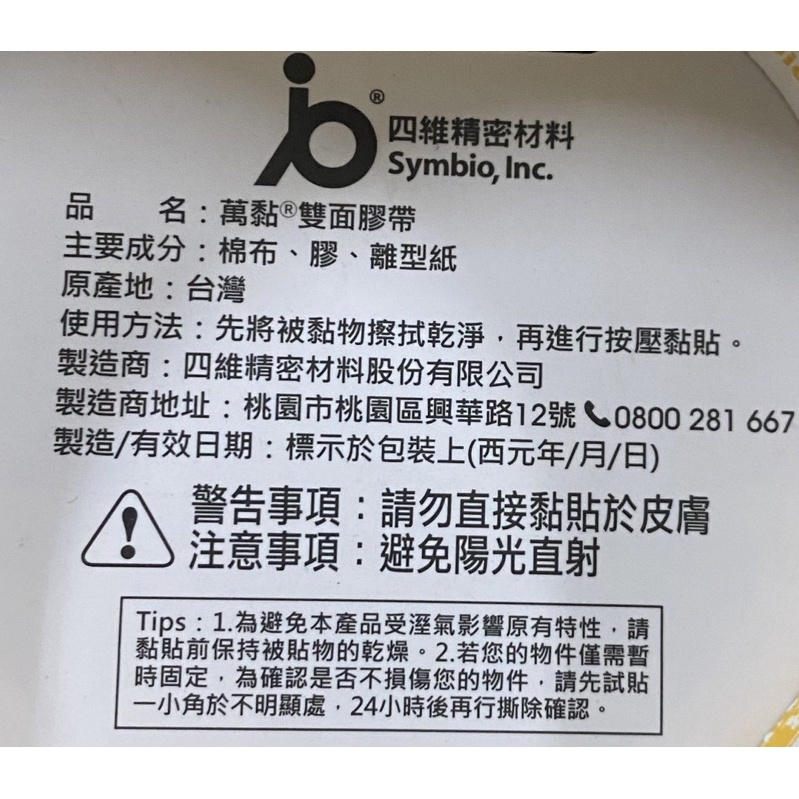 ®
四維精密材料
Symbio, Inc.
品　　名：萬黏®雙面膠帶
主要成分：棉布、膠、離型紙
原產地：台灣
使用方法：先將被黏物擦拭乾淨，再進行按壓黏貼。
製造商：四維精密材料股份有限公司
製造商地址：桃園市桃園區興華路12號 📞0800 281 667
製造/有效日期：標示於包裝上(西元年/月/日)
警告事項：請勿直接黏貼於皮膚
注意事項：避免陽光直射
Tips：1.為避免本產品受溼氣影響原有特性，請
黏貼前保持被貼物的乾燥。2.若您的物件僅需暫
時固定，為確認是否不損傷您的物件，請先試貼
一小角於不明顯處，24小時後再行撕除確認。